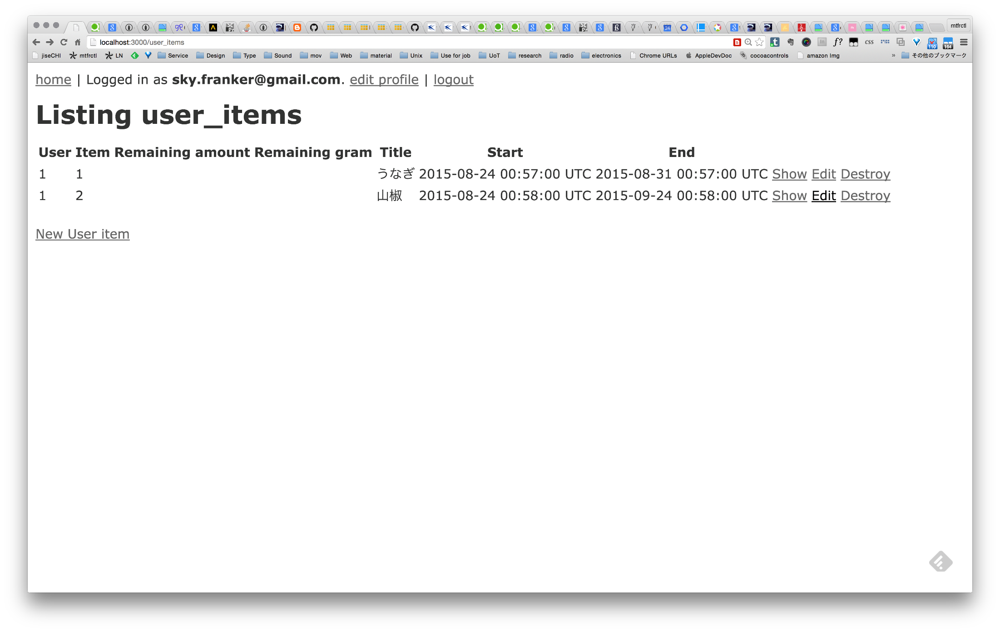 mtfrctl
localhost:3000/user_items
jiseCHI mtfrctl LN Service Design Type Sound mov Web material Unix Use for job UoT research radio electronics Chrome URLs AppleDevDoc cocoacontrols amazon Img » その他のブックマーク
home | Logged in as sky.franker@gmail.com. edit profile | logout
Listing user_items
User Item Remaining amount Remaining gram Title Start End
1 1 うなぎ 2015-08-24 00:57:00 UTC 2015-08-31 00:57:00 UTC Show Edit Destroy
1 2 山椒 2015-08-24 00:58:00 UTC 2015-09-24 00:58:00 UTC Show Edit Destroy
New User item